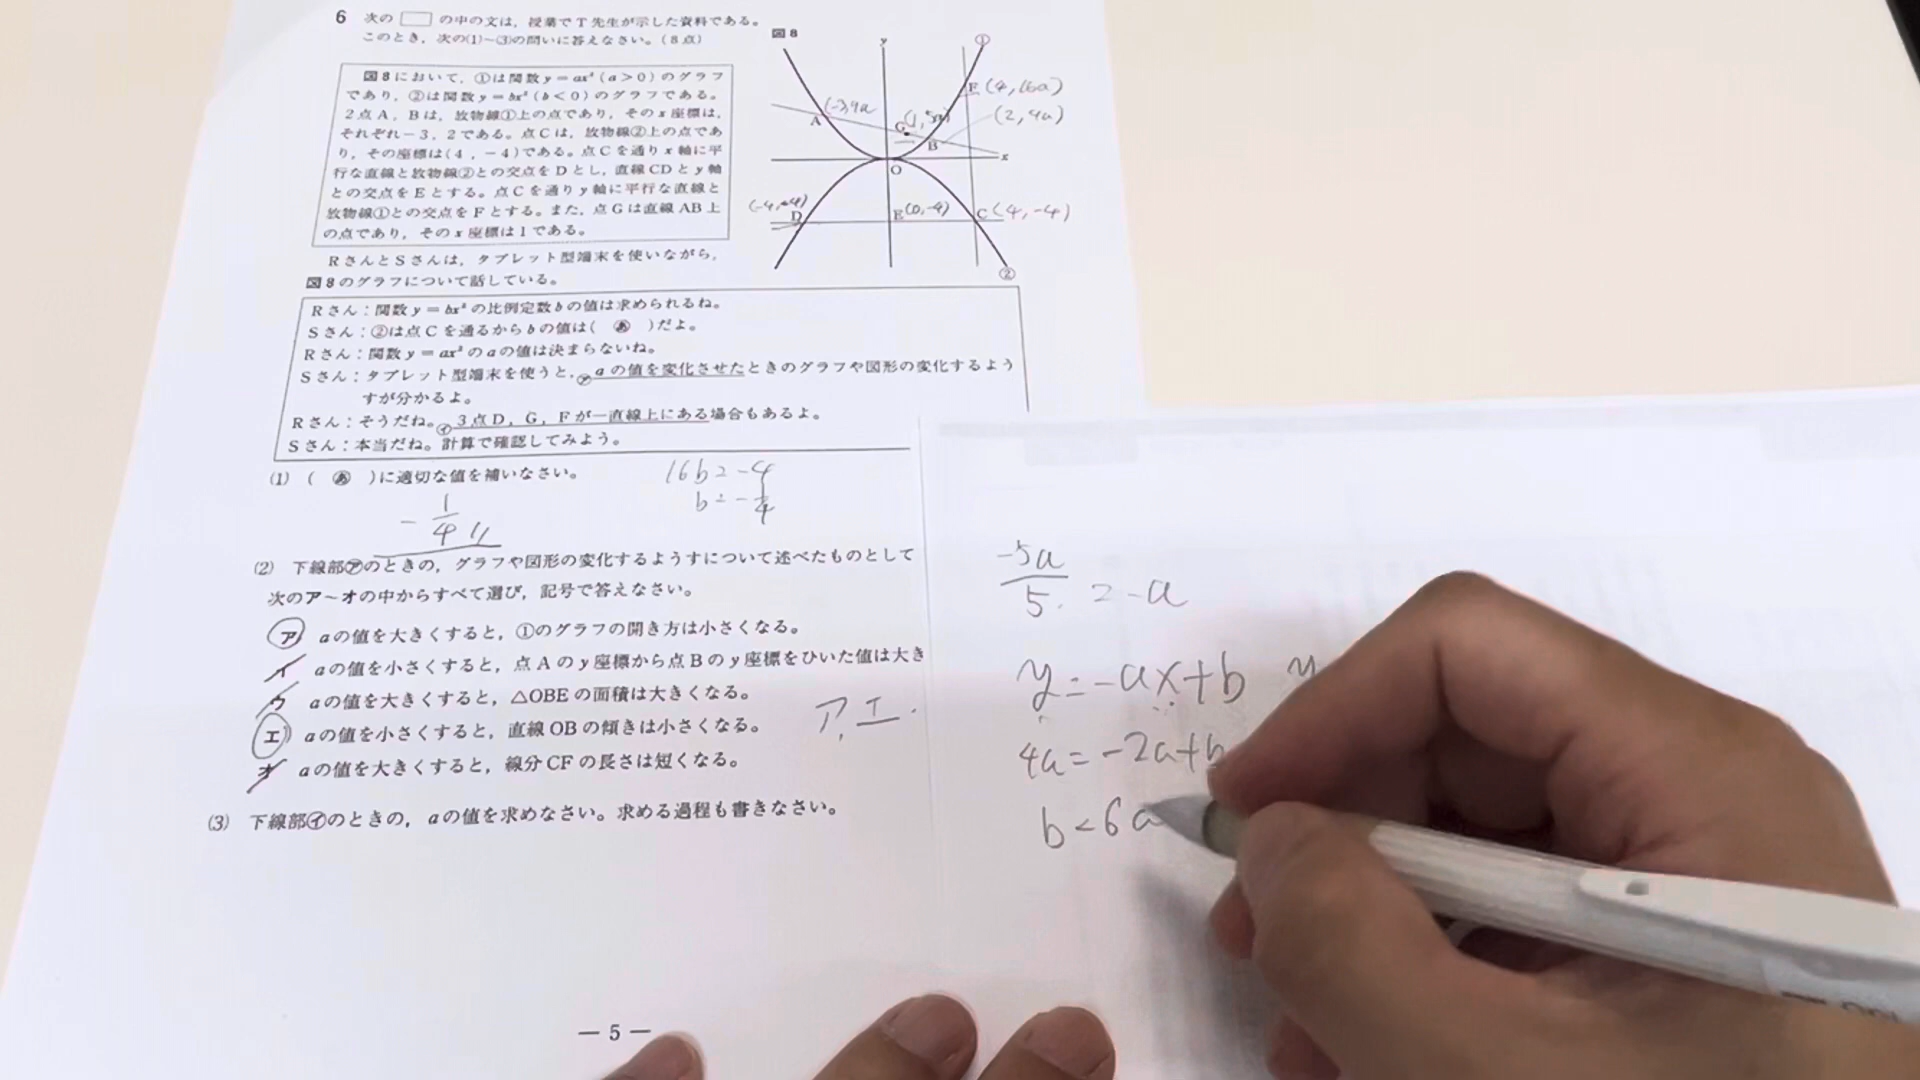 6 次の□の中の文は，授業でT先生が示した資料である。
このとき，次の(1)～(3)の問いに答えなさい。(8点)
図8において，①は関数y＝ax²(a＞0)のグラフ
であり，②は関数y＝bx²(b＜0)のグラフである。
2点A，Bは，放物線①上の点であり，そのx座標は，
それぞれ－3，2である。点Cは，放物線②上の点であ
り，その座標は(4，－4)である。点Cを通りx軸に平
行な直線と放物線②との交点をDとし，直線CDとy軸
との交点をEとする。点Cを通りy軸に平行な直線と
放物線①との交点をFとする。また，点Gは直線AB上
の点であり，そのx座標は1である。
図8
y
①
F (4, 16a)
A
G (1, 5a)
(2, 4a)
B
x
O
D
E (0, -4)
C (4, -4)
②
RさんとSさんは，タブレット型端末を使いながら，
図8のグラフについて話している。
Rさん：関数y＝bx²の比例定数bの値は求められるね。
Sさん：②は点Cを通るからbの値は( あ )だよ。
Rさん：関数y＝ax²のaの値は決まらないね。
Sさん：タブレット型端末を使うと，㋐aの値を変化させたときのグラフや図形の変化するよう
すが分かるよ。
Rさん：そうだね。㋑3点D，G，Fが一直線上にある場合もあるよ。
Sさん：本当だね。計算で確認してみよう。
(1) ( あ )に適切な値を補いなさい。
16b = -4
b = -1/4
-1/4
(2) 下線部㋐のときの，グラフや図形の変化するようすについて述べたものとして
次のア～オの中からすべて選び，記号で答えなさい。
ア aの値を大きくすると，①のグラフの開き方は小さくなる。
イ aの値を小さくすると，点Aのy座標から点Bのy座標をひいた値は大き
ウ aの値を大きくすると，△OBEの面積は大きくなる。
エ aの値を小さくすると，直線OBの傾きは小さくなる。
オ aの値を大きくすると，線分CFの長さは短くなる。
ア，エ
(3) 下線部㋑のときの，aの値を求めなさい。求める過程も書きなさい。
-5a/5 = -a
y = -ax+b y
4a = -2a+b
b = 6a
— 5 —